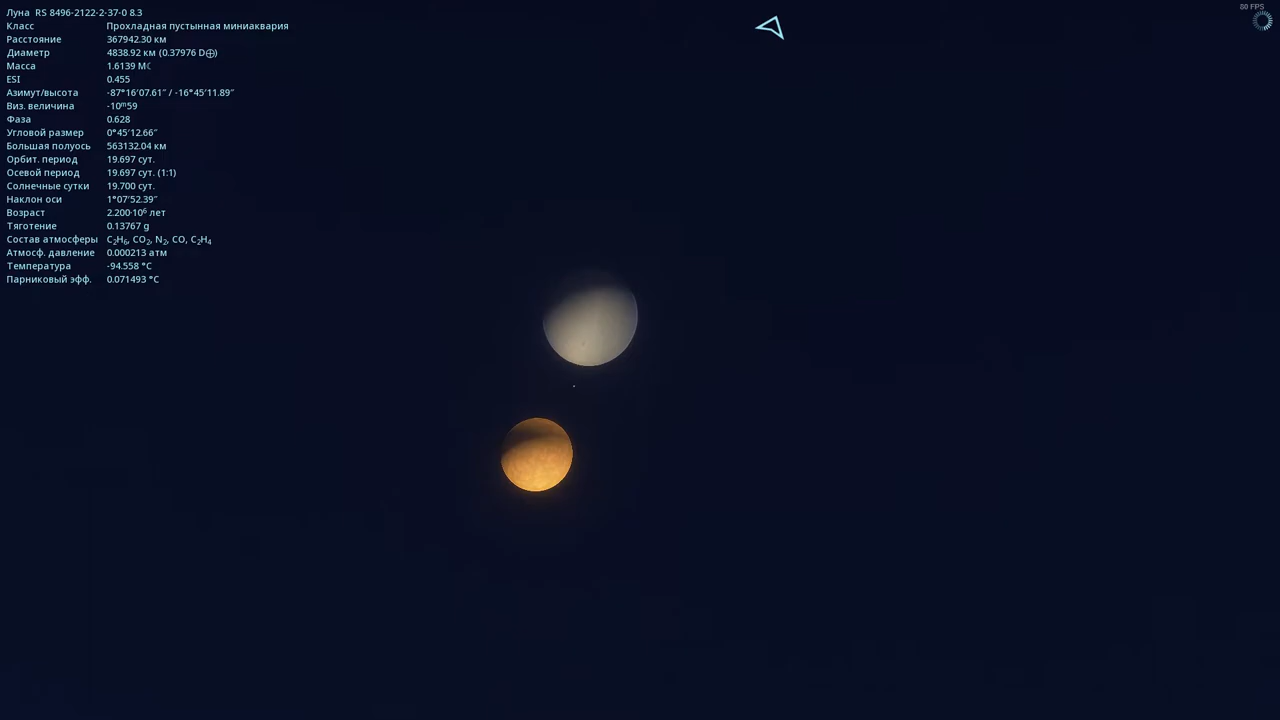 Луна RS 8496-2122-2-37-0 8.3
Класс Прохладная пустынная миниаквария
Расстояние 367942.30 км
Диаметр 4838.92 км (0.37976 D⊕)
Масса 1.6139 M☾
ESI 0.455
Азимут/высота -87°16′07.61″ / -16°45′11.89″
Виз. величина -10ᵐ59
Фаза 0.628
Угловой размер 0°45′12.66″
Большая полуось 563132.04 км
Орбит. период 19.697 сут.
Осевой период 19.697 сут. (1:1)
Солнечные сутки 19.700 сут.
Наклон оси 1°07′52.39″
Возраст 2.200·10⁶ лет
Тяготение 0.13767 g
Состав атмосферы C₂H₆, CO₂, N₂, CO, C₂H₄
Атмосф. давление 0.000213 атм
Температура -94.558 °C
Парниковый эфф. 0.071493 °C
80 FPS